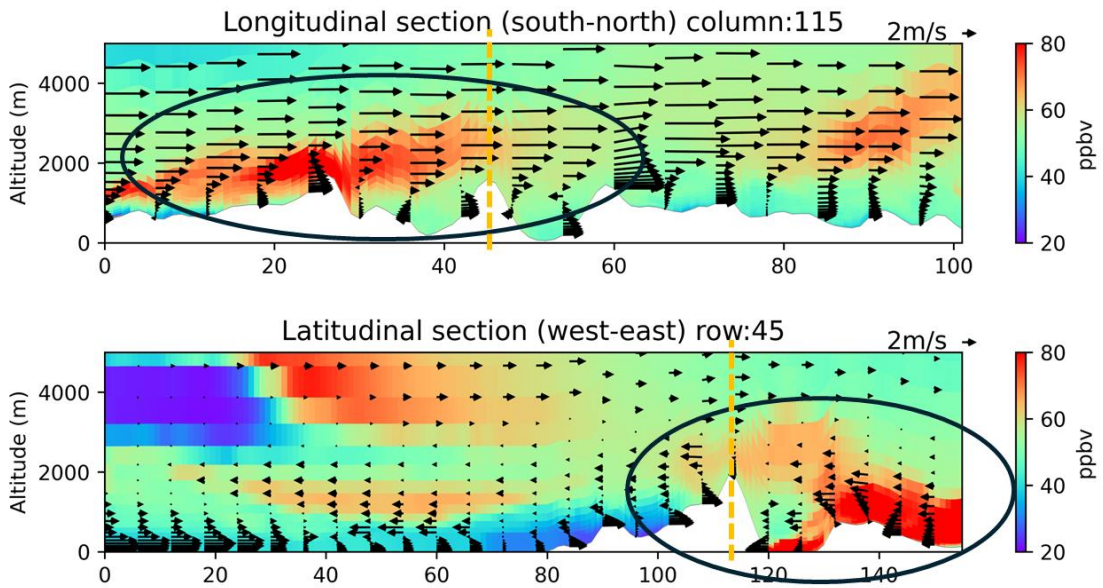 Longitudinal section (south-north) column:115
2m/s
Altitude (m)
4000
2000
0
0 20 40 60 80 100
80
60
40
20
ppbv
Latitudinal section (west-east) row:45
2m/s
Altitude (m)
4000
2000
0
0 20 40 60 80 100 120 140
80
60
40
20
ppbv